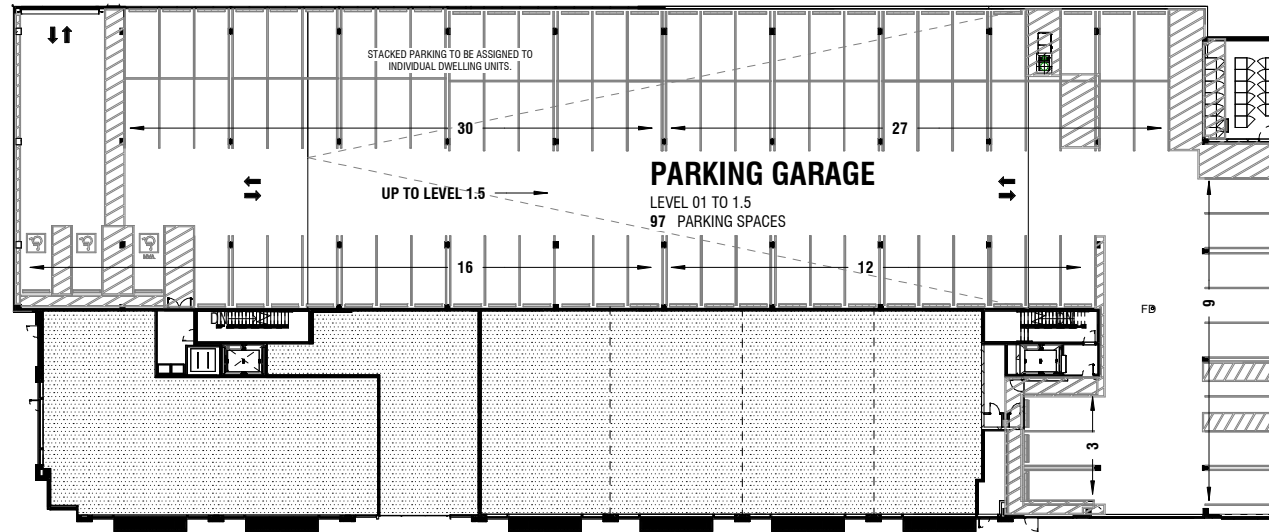 STACKED PARKING TO BE ASSIGNED TO
INDIVIDUAL DWELLING UNITS.
30
27
PARKING GARAGE
UP TO LEVEL 1.5
LEVEL 01 TO 1.5
97 PARKING SPACES
16
12
9
FD
DN
3